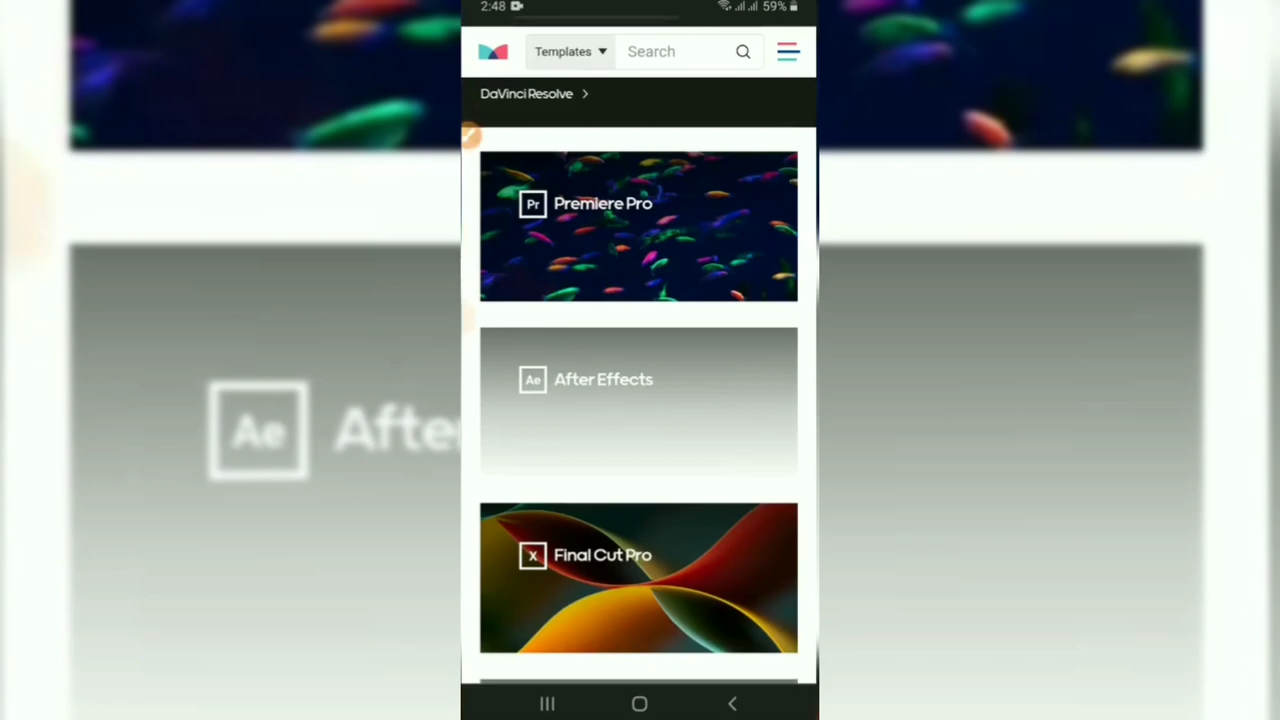 2:48 59%
Templates Search
DaVinci Resolve
Pr Premiere Pro
Ae After Effects
Ae After
X Final Cut Pro